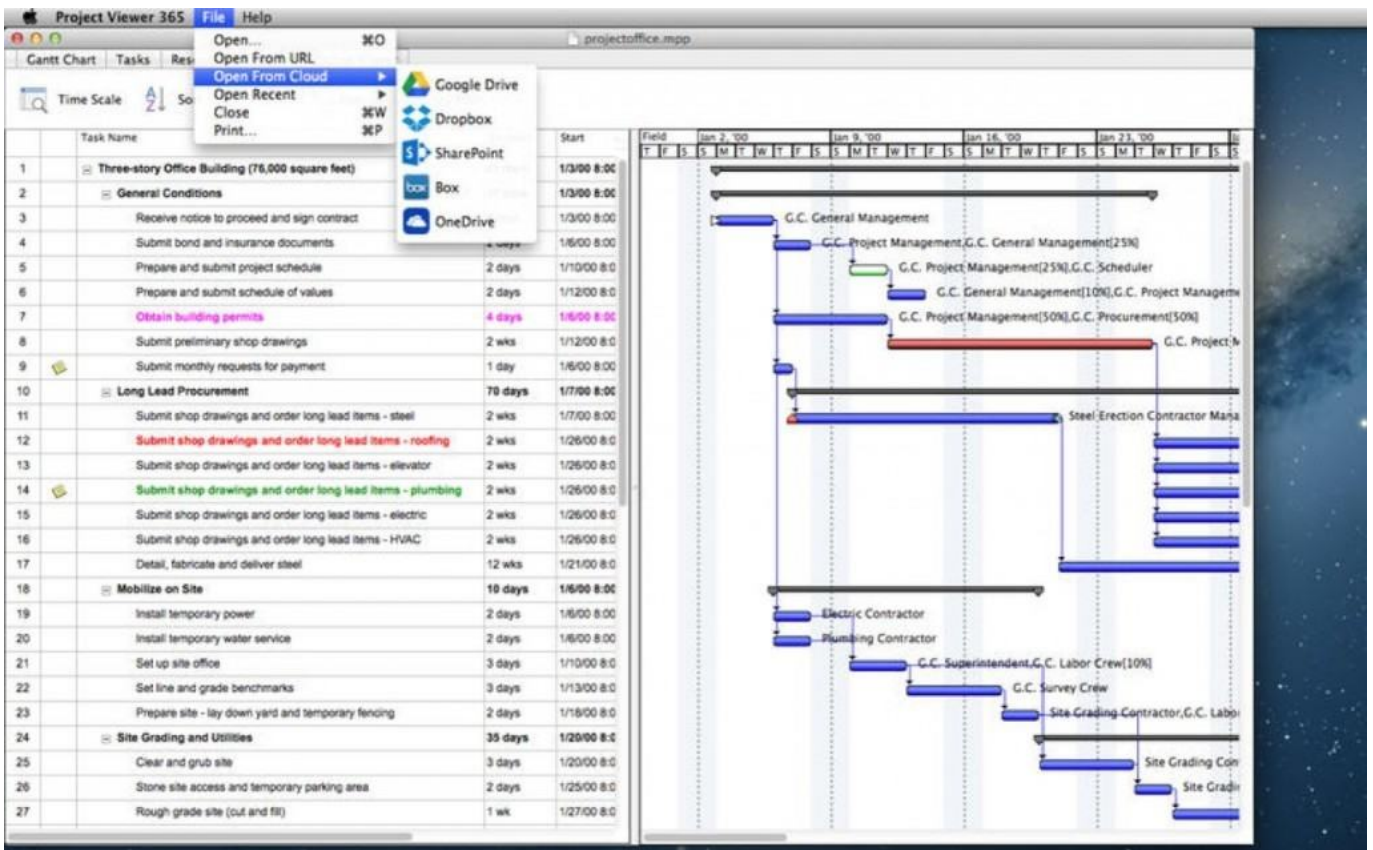 Project Viewer 365 File Help
projectoffice.mpp
Gantt Chart Tasks
Time Scale
Open... ⌘O
Open From URL
Open From Cloud
Open Recent
Close ⌘W
Print... ⌘P
Google Drive
Dropbox
SharePoint
Box
OneDrive
Task Name Start
Field Jan 2, '00 Jan 9, '00 Jan 16, '00 Jan 23, '00
T F S S M T W T F S S M T W T F S S M T W T F S S M T W T F S S
1 Three-story Office Building (76,000 square feet) 1/3/00 8:00
2 General Conditions 1/3/00 8:00
3 Receive notice to proceed and sign contract 1/3/00 8:00 G.C. General Management
4 Submit bond and insurance documents 2 days 1/6/00 8:00 G.C. Project Management,G.C. General Management[25%]
5 Prepare and submit project schedule 2 days 1/10/00 8:0 G.C. Project Management[25%],G.C. Scheduler
6 Prepare and submit schedule of values 2 days 1/12/00 8:0 G.C. General Management[10%],G.C. Project Manageme
7 Obtain building permits 4 days 1/6/00 8:00 G.C. Project Management[50%],G.C. Procurement[50%]
8 Submit preliminary shop drawings 2 wks 1/12/00 8:0 G.C. Project M
9 Submit monthly requests for payment 1 day 1/6/00 8:00
10 Long Lead Procurement 70 days 1/7/00 8:00
11 Submit shop drawings and order long lead items - steel 2 wks 1/7/00 8:00 Steel Erection Contractor Mana
12 Submit shop drawings and order long lead items - roofing 2 wks 1/26/00 8:0
13 Submit shop drawings and order long lead items - elevator 2 wks 1/26/00 8:0
14 Submit shop drawings and order long lead items - plumbing 2 wks 1/26/00 8:0
15 Submit shop drawings and order long lead items - electric 2 wks 1/26/00 8:0
16 Submit shop drawings and order long lead items - HVAC 2 wks 1/26/00 8:0
17 Detail, fabricate and deliver steel 12 wks 1/21/00 8:0
18 Mobilize on Site 10 days 1/6/00 8:00
19 Install temporary power 2 days 1/6/00 8:00 Electric Contractor
20 Install temporary water service 2 days 1/6/00 8:00 Plumbing Contractor
21 Set up site office 3 days 1/10/00 8:0 G.C. Superintendent,G.C. Labor Crew[10%]
22 Set line and grade benchmarks 3 days 1/13/00 8:0 G.C. Survey Crew
23 Prepare site - lay down yard and temporary fencing 2 days 1/18/00 8:0 Site Grading Contractor,G.C. Labo
24 Site Grading and Utilities 35 days 1/20/00 8:0
25 Clear and grub site 3 days 1/20/00 8:0 Site Grading Con
26 Stone site access and temporary parking area 2 days 1/25/00 8:0 Site Gradi
27 Rough grade site (cut and fill) 1 wk 1/27/00 8:0